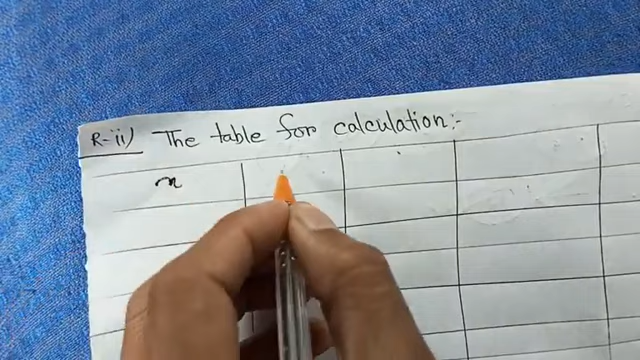 R-ii) The table for calculation:-
x